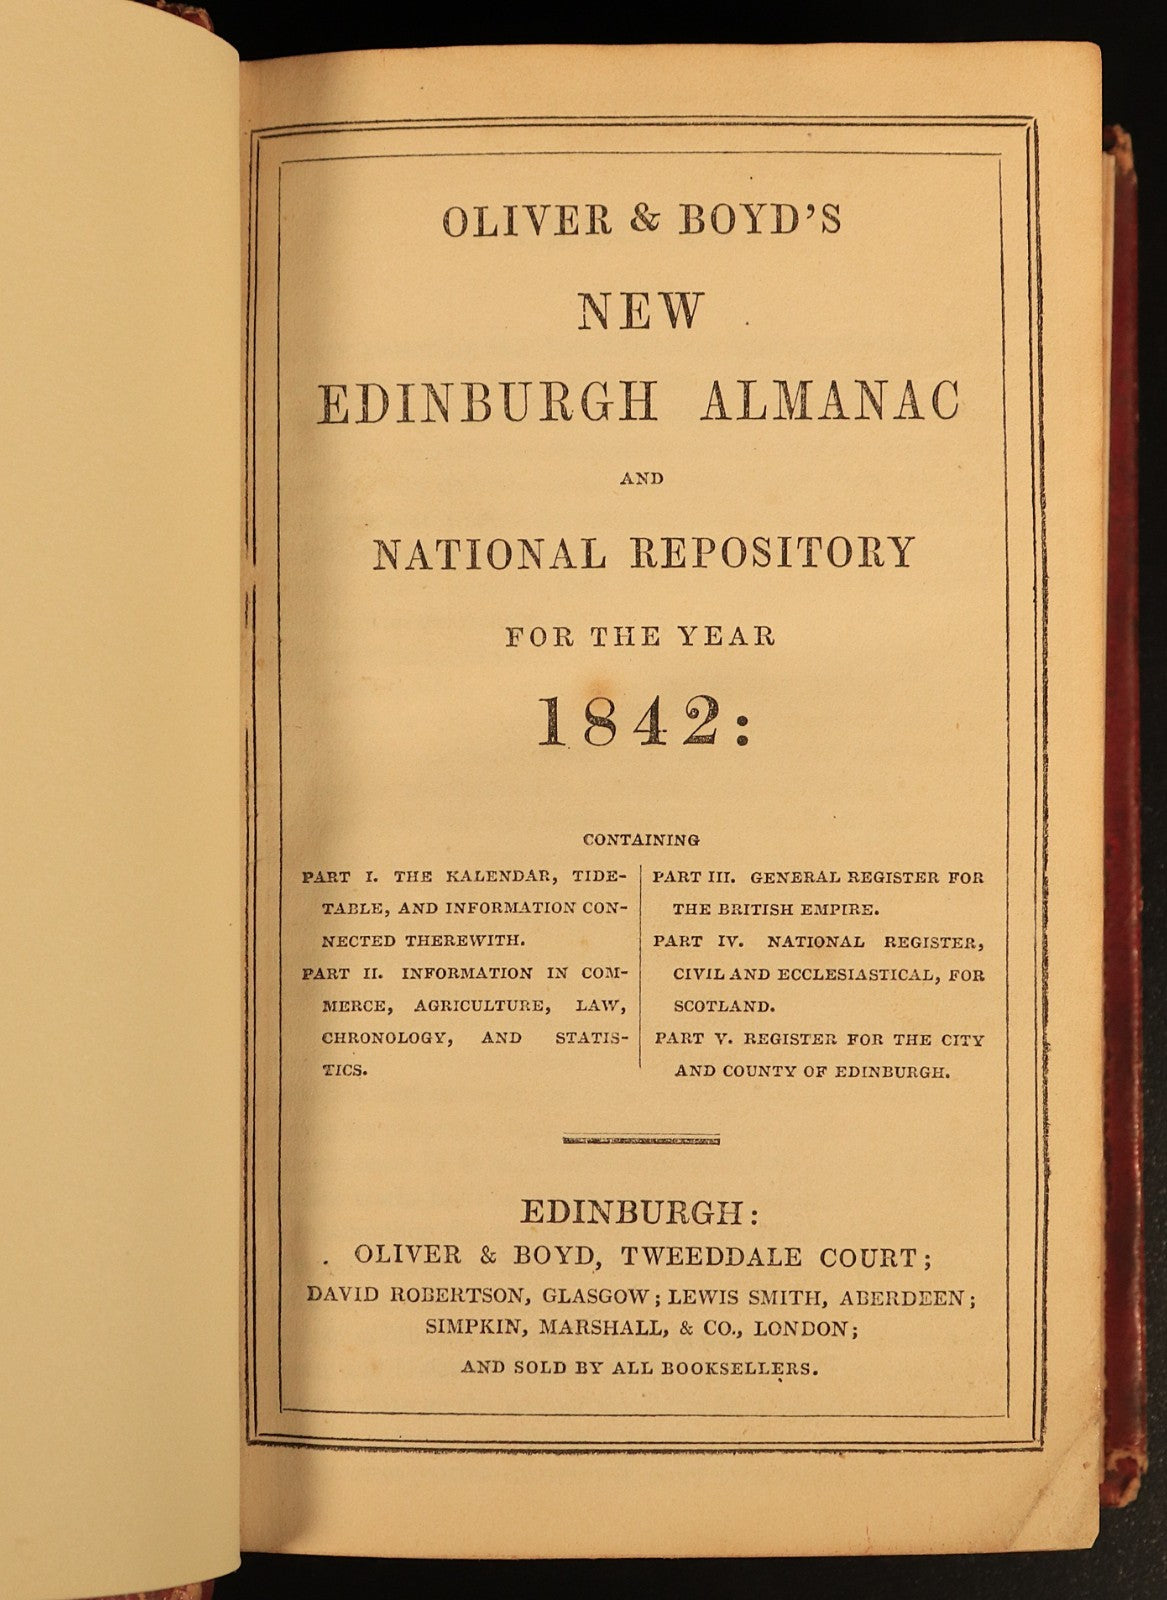 OLIVER & BOYD'S
NEW
EDINBURGH ALMANAC
AND
NATIONAL REPOSITORY
FOR THE YEAR
1842:
CONTAINING
PART I. THE KALENDAR, TIDE-
TABLE, AND INFORMATION CON-
NECTED THEREWITH.
PART II. INFORMATION IN COM-
MERCE, AGRICULTURE, LAW,
CHRONOLOGY, AND STATIS-
TICS.
PART III. GENERAL REGISTER FOR
THE BRITISH EMPIRE.
PART IV. NATIONAL REGISTER,
CIVIL AND ECCLESIASTICAL, FOR
SCOTLAND.
PART V. REGISTER FOR THE CITY
AND COUNTY OF EDINBURGH.
EDINBURGH:
OLIVER & BOYD, TWEEDDALE COURT;
DAVID ROBERTSON, GLASGOW; LEWIS SMITH, ABERDEEN;
SIMPKIN, MARSHALL, & CO., LONDON;
AND SOLD BY ALL BOOKSELLERS.